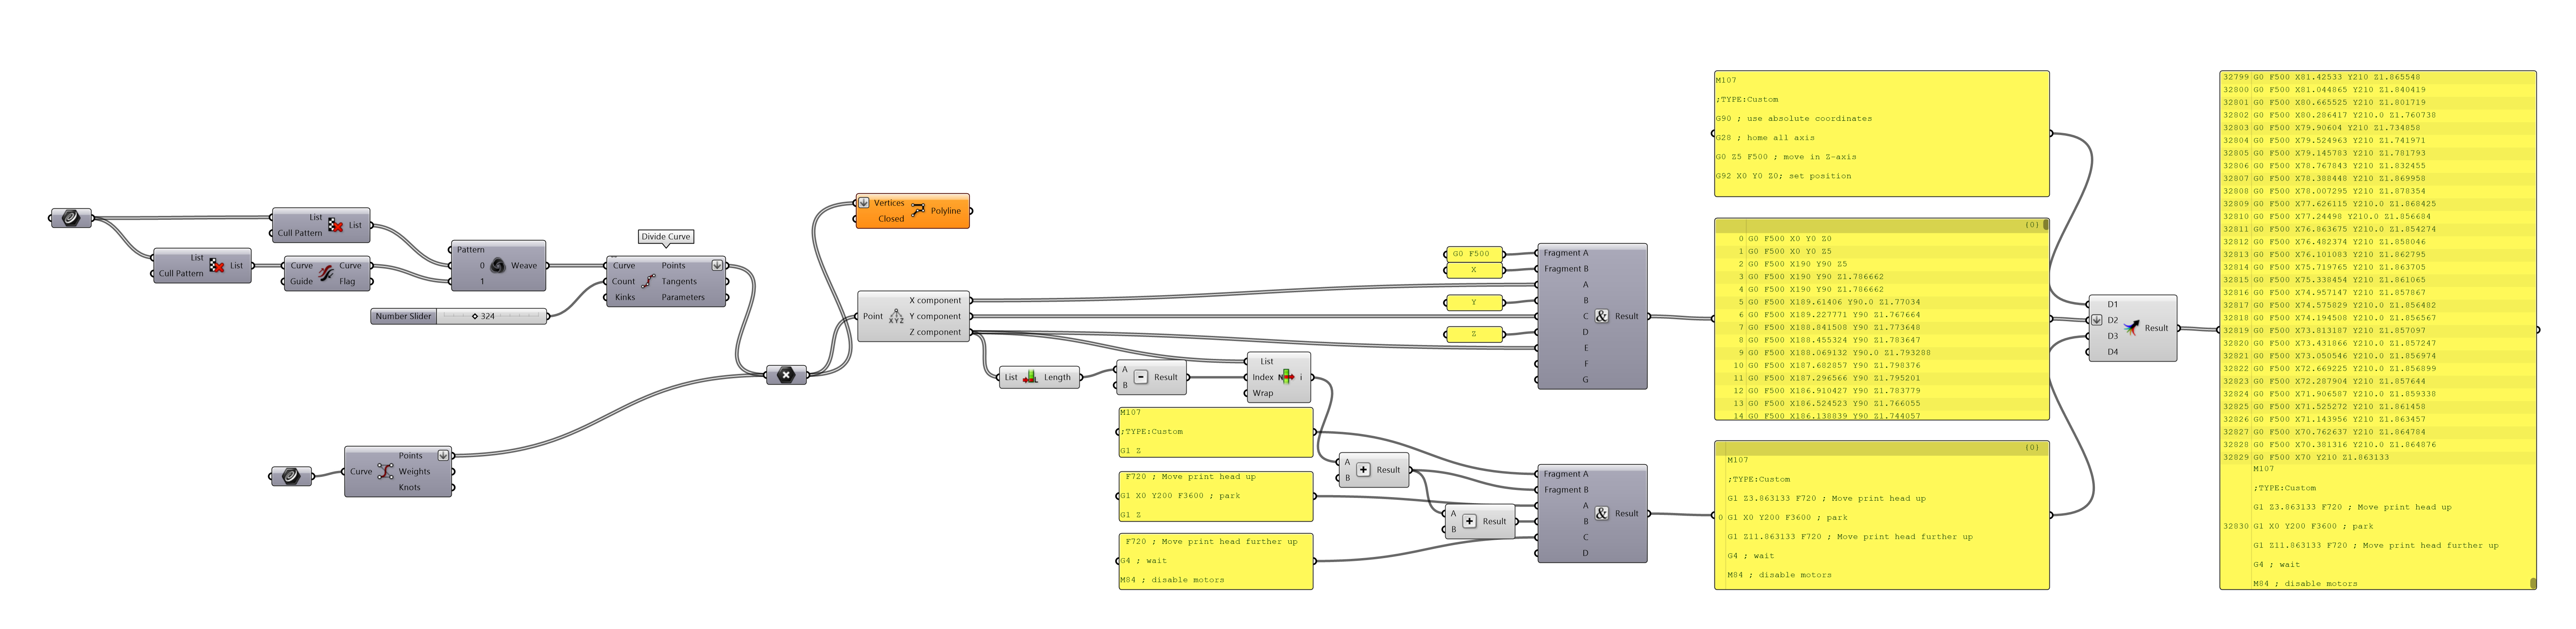 List
Cull Pattern
List
List
Cull Pattern
List
Curve
Guide
Curve
Flag
Pattern
0
1
Weave
Number Slider
324
Divide Curve
Curve
Count
Kinks
Points
Tangents
Parameters
Curve
Points
Weights
Knots
Vertices
Closed
Polyline
Point
XYZ
X component
Y component
Z component
List
Length
A
B
Result
List
Index
Wrap
i
M107
;TYPE:Custom
G1 Z
F720 ; Move print head up
G1 X0 Y200 F3600 ; park
G1 Z
F720 ; Move print head further up
G4 ; wait
M84 ; disable motors
A
B
Result
A
B
Result
G0 F500
X
Y
Z
Fragment A
Fragment B
A
B
C
D
E
F
G
&
Result
Fragment A
Fragment B
A
B
C
D
&
Result
M107
;TYPE:Custom
G90 ; use absolute coordinates
G28 ; home all axis
G0 Z5 F500 ; move in Z-axis
G92 X0 Y0 Z0; set position
{0}
0 G0 F500 X0 Y0 Z0
1 G0 F500 X0 Y0 Z5
2 G0 F500 X190 Y90 Z5
3 G0 F500 X190 Y90 Z1.786662
4 G0 F500 X190 Y90 Z1.786662
5 G0 F500 X189.61406 Y90.0 Z1.77034
6 G0 F500 X189.227771 Y90 Z1.767664
7 G0 F500 X188.841508 Y90 Z1.773648
8 G0 F500 X188.455324 Y90 Z1.783647
9 G0 F500 X188.069132 Y90.0 Z1.793288
10 G0 F500 X187.682857 Y90 Z1.798376
11 G0 F500 X187.296566 Y90 Z1.795201
12 G0 F500 X186.910427 Y90 Z1.783779
13 G0 F500 X186.524523 Y90 Z1.766055
14 G0 F500 X186.138839 Y90 Z1.744057
{0}
M107
;TYPE:Custom
G1 Z3.863133 F720 ; Move print head up
0 G1 X0 Y200 F3600 ; park
G1 Z11.863133 F720 ; Move print head further up
G4 ; wait
M84 ; disable motors
D1
D2
D3
D4
Result
32799 G0 F500 X81.42533 Y210 Z1.865548
32800 G0 F500 X81.044865 Y210 Z1.840419
32801 G0 F500 X80.665525 Y210 Z1.801719
32802 G0 F500 X80.286417 Y210.0 Z1.760738
32803 G0 F500 X79.90604 Y210 Z1.734858
32804 G0 F500 X79.524963 Y210 Z1.741971
32805 G0 F500 X79.145783 Y210 Z1.781793
32806 G0 F500 X78.767843 Y210 Z1.832455
32807 G0 F500 X78.388448 Y210 Z1.869958
32808 G0 F500 X78.007295 Y210 Z1.878354
32809 G0 F500 X77.626115 Y210.0 Z1.868425
32810 G0 F500 X77.24498 Y210.0 Z1.856684
32811 G0 F500 X76.863675 Y210.0 Z1.854274
32812 G0 F500 X76.482374 Y210 Z1.858046
32813 G0 F500 X76.101083 Y210 Z1.862795
32814 G0 F500 X75.719765 Y210 Z1.863705
32815 G0 F500 X75.338454 Y210 Z1.861065
32816 G0 F500 X74.957147 Y210 Z1.857867
32817 G0 F500 X74.575829 Y210.0 Z1.856482
32818 G0 F500 X74.194508 Y210.0 Z1.856567
32819 G0 F500 X73.813187 Y210 Z1.857097
32820 G0 F500 X73.431866 Y210.0 Z1.857247
32821 G0 F500 X73.050546 Y210.0 Z1.856974
32822 G0 F500 X72.669225 Y210.0 Z1.856899
32823 G0 F500 X72.287904 Y210 Z1.857644
32824 G0 F500 X71.906587 Y210.0 Z1.859338
32825 G0 F500 X71.525272 Y210 Z1.861458
32826 G0 F500 X71.143956 Y210 Z1.863457
32827 G0 F500 X70.762637 Y210 Z1.864784
32828 G0 F500 X70.381316 Y210.0 Z1.864876
32829 G0 F500 X70 Y210 Z1.863133
M107
;TYPE:Custom
G1 Z3.863133 F720 ; Move print head up
32830 G1 X0 Y200 F3600 ; park
G1 Z11.863133 F720 ; Move print head further up
G4 ; wait
M84 ; disable motors